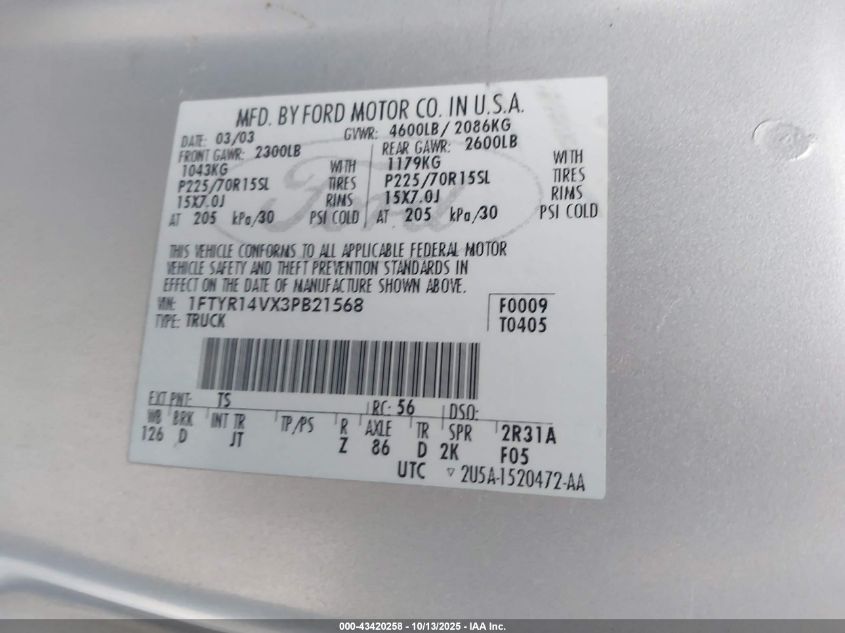 MFD. BY FORD MOTOR CO. IN U.S.A.
DATE: 03/03 GVWR: 4600LB/ 2086KG
FRONT GAWR: 2300LB REAR GAWR: 2600LB
1043KG WITH 1179KG WITH
P225/70R15SL TIRES P225/70R15SL TIRES
15X7.0J RIMS 15X7.0J RIMS
AT 205 kPa/30 PSI COLD AT 205 kPa/30 PSI COLD
Ford
THIS VEHICLE CONFORMS TO ALL APPLICABLE FEDERAL MOTOR
VEHICLE SAFETY AND THEFT PREVENTION STANDARDS IN
EFFECT ON THE DATE OF MANUFACTURE SHOWN ABOVE.
VIN: 1FTYR14VX3PB21568 F0009
TYPE: TRUCK T0405
EXT PNT: TS RC: 56 DSO:
WB BRK INT TR TP/PS R AXLE TR SPR 2R31A
126 D JT Z 86 D 2K F05
UTC ▽ 2U5A-1520472-AA
000-43420258 - 10/13/2025 - IAA Inc.